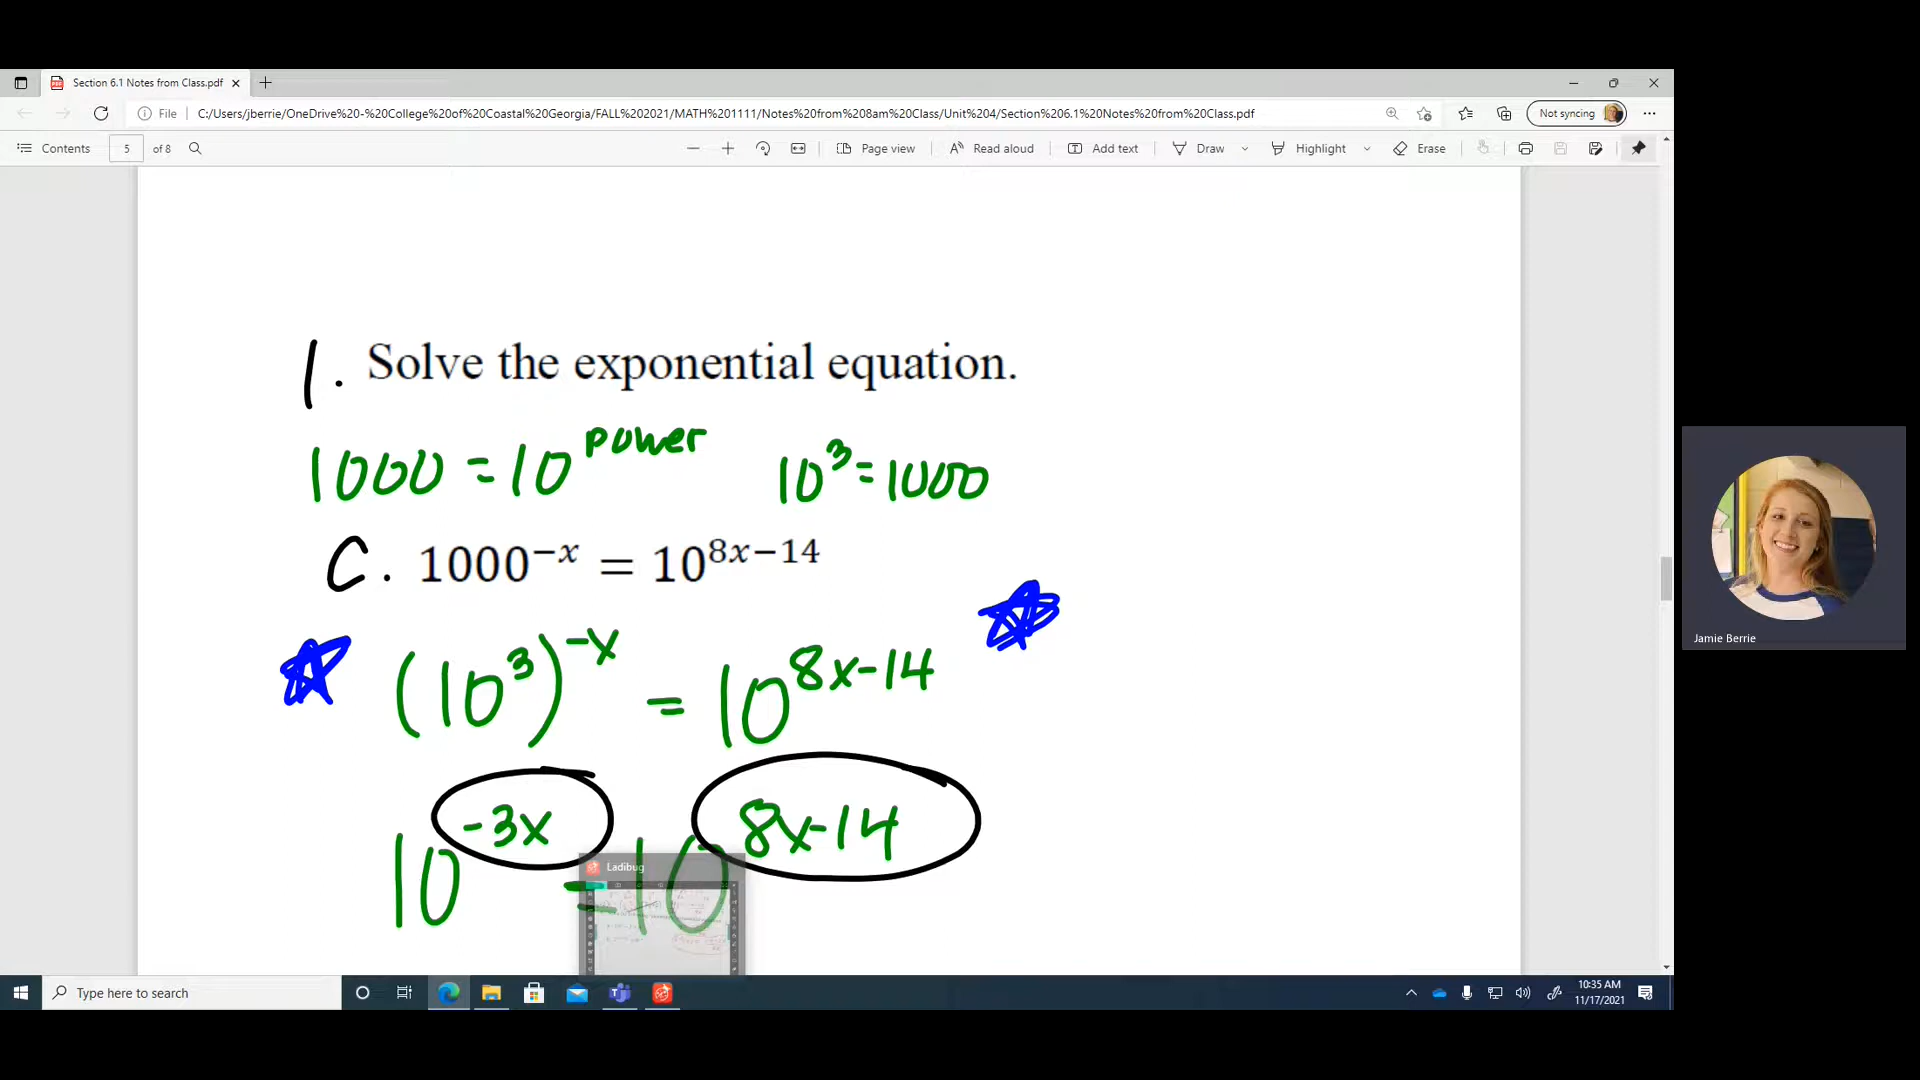 Section 6.1 Notes from Class.pdf
File C:/Users/jberrie/OneDrive%20-%20College%20of%20Coastal%20Georgia/FALL%202021/MATH%201111/Notes%20from%208am%20Class/Unit%204/Section%206.1%20Notes%20from%20Class.pdf Not syncing
Contents 5 of 8 Page view Read aloud Add text Draw Highlight Erase
1. Solve the exponential equation.
1000 = 10^power 10^3 = 1000
C. 1000^−x = 10^8x−14
(10^3)^-x = 10^8x-14
10^-3x = 10^8x-14
Ladibug
Jamie Berrie
Type here to search
10:35 AM
11/17/2021